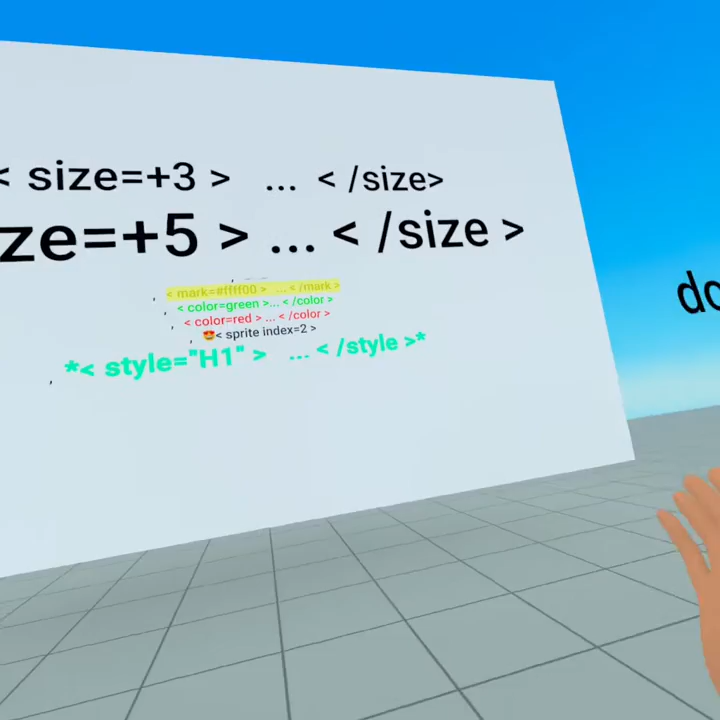 < size=+3 > ... < /size>
ze=+5 > ... < /size >
, < mark=#ffff00 > ... < /mark >
, < color=green >... < /color >
, < color=red > ... < /color >
, 😍< sprite index=2 >
, *< style="H1" > ... < /style >*
do